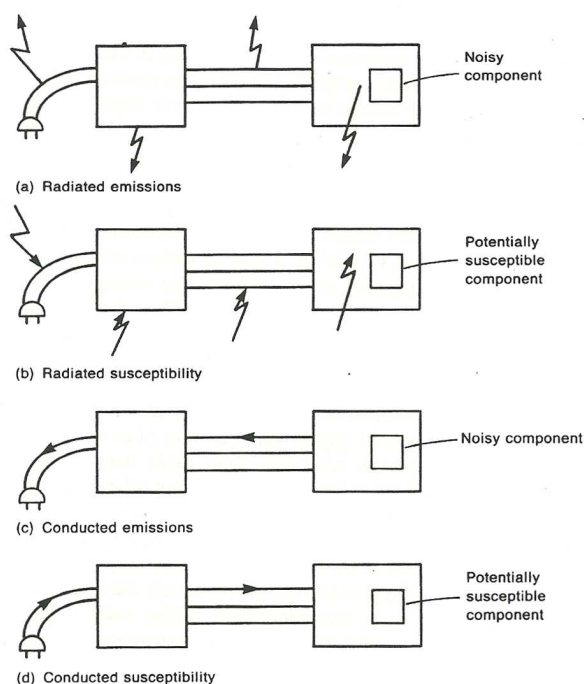 Noisy
component
(a) Radiated emissions
Potentially
susceptible
component
(b) Radiated susceptibility
Noisy component
(c) Conducted emissions
Potentially
susceptible
component
(d) Conducted susceptibility